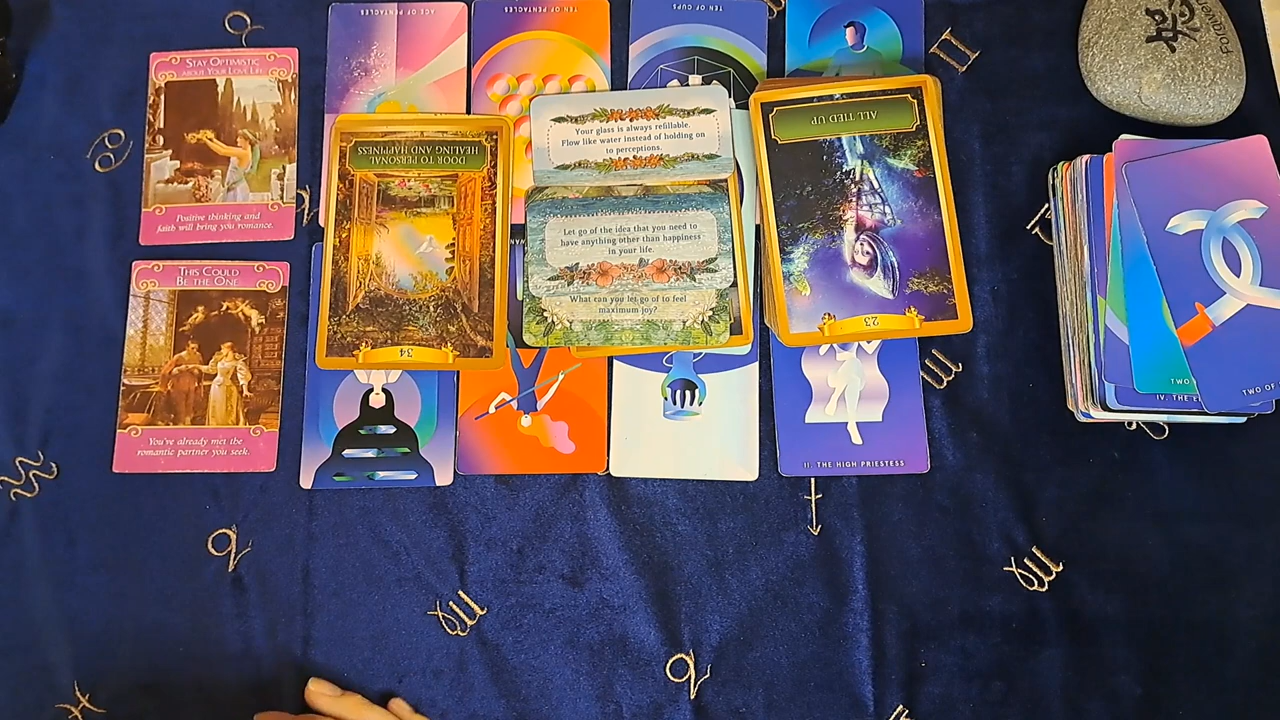 ACE OF PENTACLES
TEN OF PENTACLES
TEN OF CUPS
STAY OPTIMISTIC
ABOUT YOUR LOVE LIFE
Positive thinking and
faith will bring you romance.
THIS COULD
BE THE ONE
You've already met the
romantic partner you seek.
DOOR TO PERSONAL
HEALING AND HAPPINESS
34
Your glass is always refillable.
Flow like water instead of holding on
to perceptions.
Let go of the idea that you need to
have anything other than happiness
in your life.
What can you let go of to feel
maximum joy?
ALL TIED UP
23
II. THE HIGH PRIESTESS
TWO
IV. THE E
TWO OF